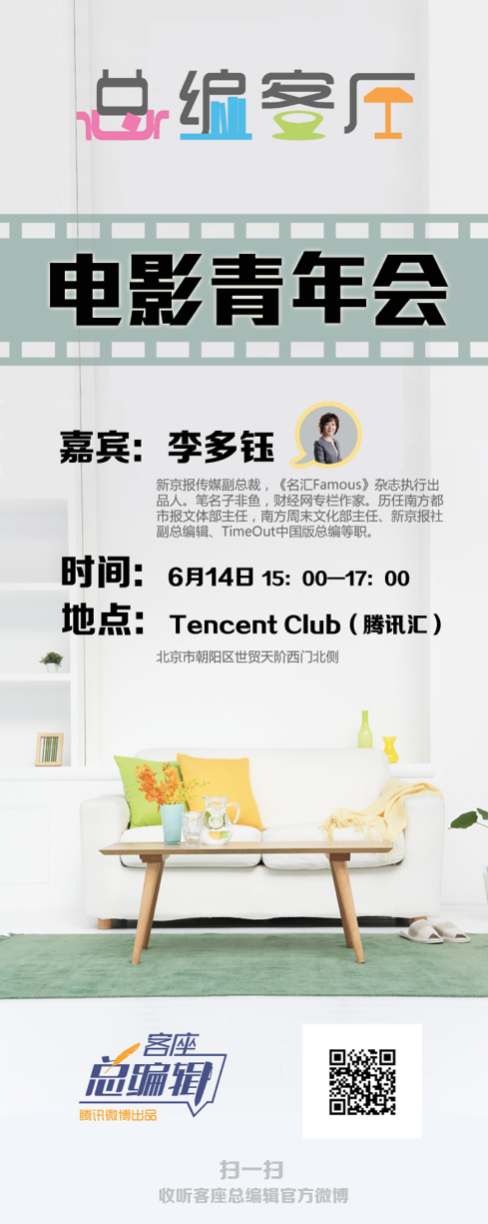 总编客厅
电影青年会
嘉宾：李多钰
新京报传媒副总裁，《名汇Famous》杂志执行出
品人。笔名子非鱼，财经网专栏作家。历任南方都
市报文体部主任，南方周末文化部主任、新京报社
副总编辑、TimeOut中国版总编等职。
时间：6月14日 15：00—17：00
地点：Tencent Club（腾讯汇）
北京市朝阳区世贸天阶西门北侧
客座
总编辑
腾讯微博出品
扫一扫
收听客座总编辑官方微博